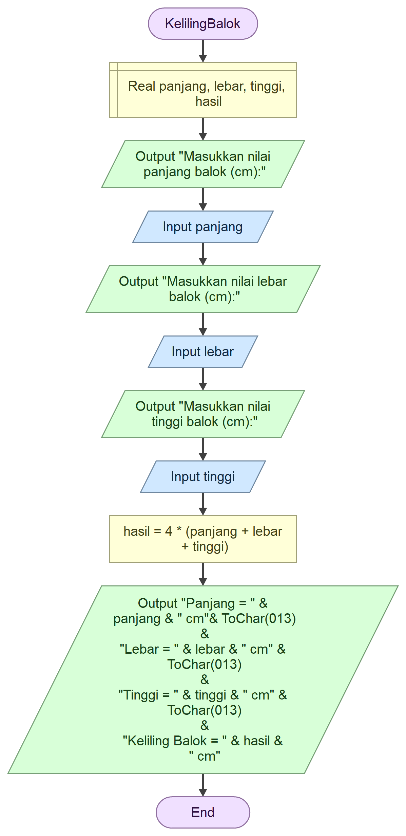 KelilingBalok
Real panjang, lebar, tinggi,
hasil
Output "Masukkan nilai
panjang balok (cm):"
Input panjang
Output "Masukkan nilai lebar
balok (cm):"
Input lebar
Output "Masukkan nilai
tinggi balok (cm):"
Input tinggi
hasil = 4 * (panjang + lebar
+ tinggi)
Output "Panjang = " &
panjang & " cm"& ToChar(013)
&
"Lebar = " & lebar & " cm" &
ToChar(013)
&
"Tinggi = " & tinggi & " cm" &
ToChar(013)
&
"Keliling Balok = " & hasil &
" cm"
End